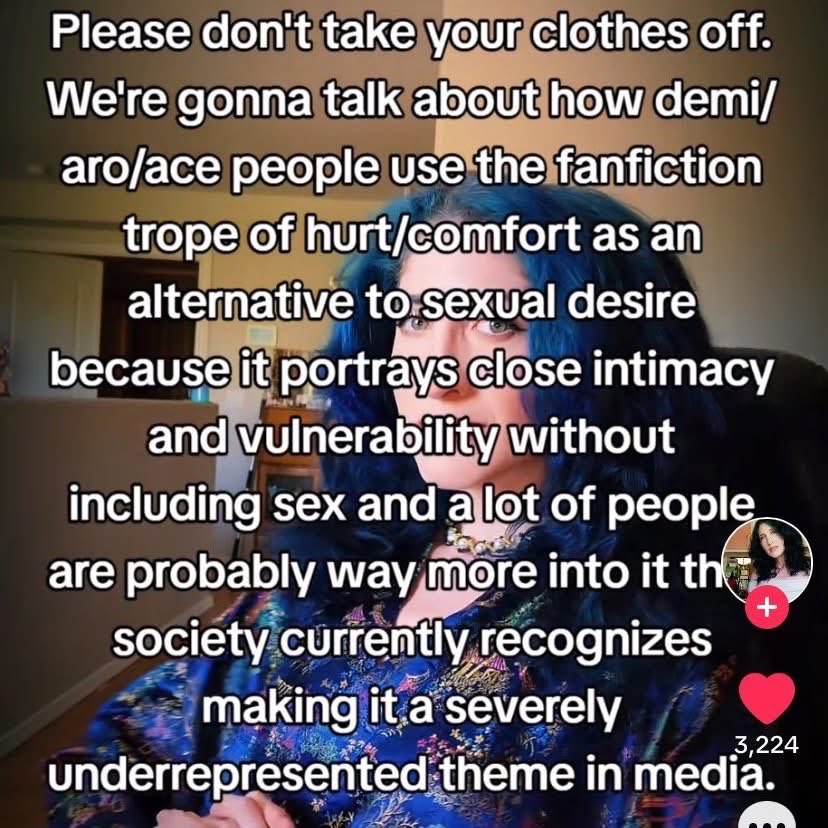 Please don't take your clothes off.
We're gonna talk about how demi/
aro/ace people use the fanfiction
trope of hurt/comfort as an
alternative to sexual desire
because it portrays close intimacy
and vulnerability without
including sex and a lot of people
are probably way more into it th
society currently recognizes
making it a severely
underrepresented theme in media.
3,224